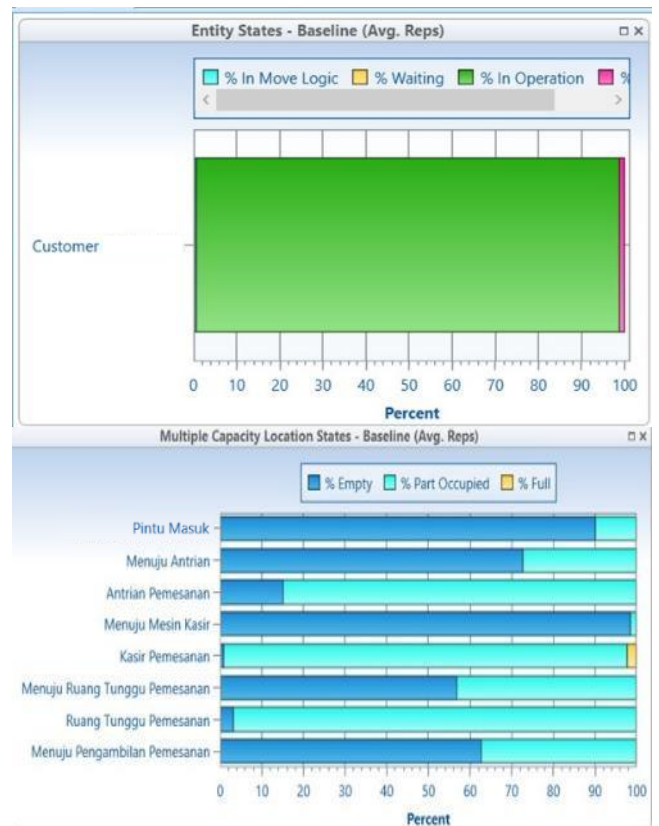 Entity States - Baseline (Avg. Reps)
% In Move Logic % Waiting % In Operation %
Customer
0 10 20 30 40 50 60 70 80 90 100
Percent
Multiple Capacity Location States - Baseline (Avg. Reps)
% Empty % Part Occupied % Full
Pintu Masuk
Menuju Antrian
Antrian Pemesanan
Menuju Mesin Kasir
Kasir Pemesanan
Menuju Ruang Tunggu Pemesanan
Ruang Tunggu Pemesanan
Menuju Pengambilan Pemesanan
0 10 20 30 40 50 60 70 80 90 100
Percent